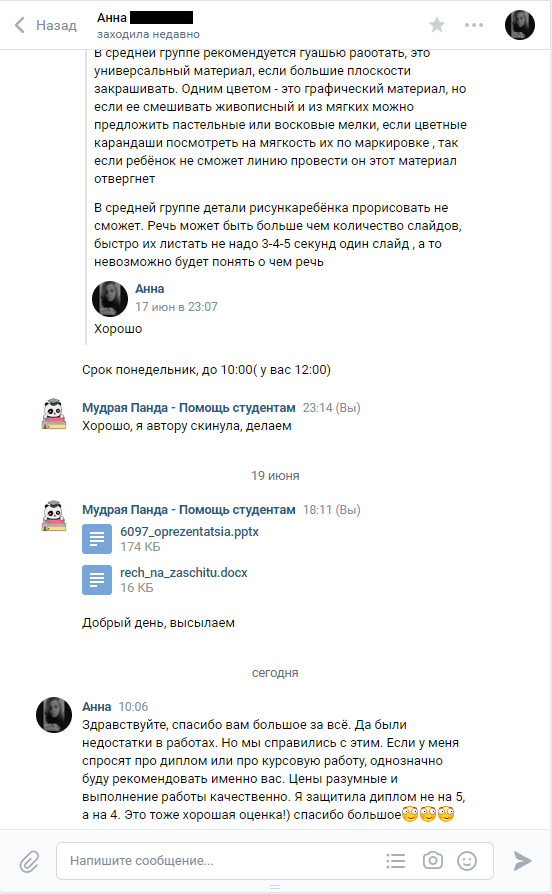 Назад
Анна
заходила недавно
В средней группе рекомендуется гуашью работать, это
универсальный материал, если большие плоскости
закрашивать. Одним цветом - это графический материал, но
если ее смешивать живописный и из мягких можно
предложить пастельные или восковые мелки, если цветные
карандаши посмотреть на мягкость их по маркировке , так
если ребёнок не сможет линию провести он этот материал
отвергнет
В средней группе детали рисункаребёнка прорисовать не
сможет. Речь может быть больше чем количество слайдов,
быстро их листать не надо 3-4-5 секунд один слайд , а то
невозможно будет понять о чем речь
Анна
17 июн в 23:07
Хорошо
Срок понедельник, до 10:00( у вас 12:00)
Мудрая Панда - Помощь студентам 23:14 (Вы)
Хорошо, я автору скинула, делаем
19 июня
Мудрая Панда - Помощь студентам 18:11 (Вы)
6097_oprezentatsia.pptx
174 КБ
rech_na_zaschitu.docx
16 КБ
Добрый день, высылаем
сегодня
Анна 10:06
Здравствуйте, спасибо вам большое за всё. Да были
недостатки в работах. Но мы справились с этим. Если у меня
спросят про диплом или про курсовую работу, однозначно
буду рекомендовать именно вас. Цены разумные и
выполнение работы качественно. Я защитила диплом не на 5,
а на 4. Это тоже хорошая оценка!) спасибо большое😳😳😳
Напишите сообщение...